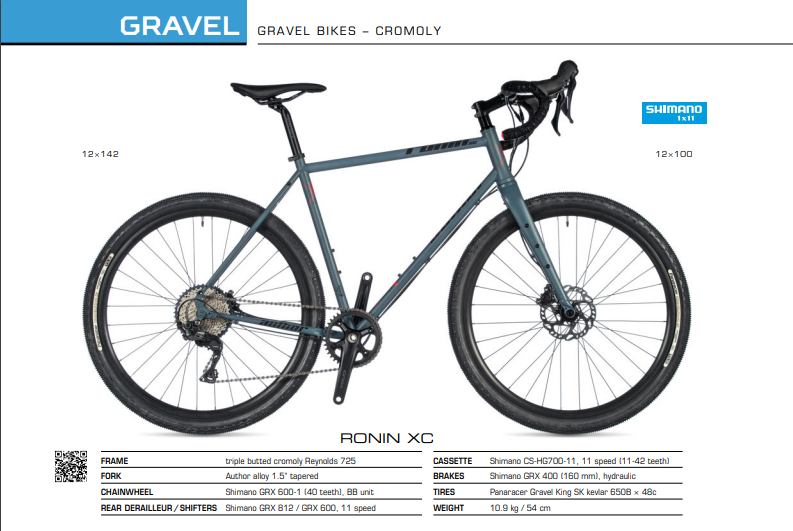 GRAVEL
GRAVEL BIKES – CROMOLY
SHIMANO
1x11
12×142
12×100
RONIN
RONIN XC
FRAME triple butted cromoly Reynolds 725
FORK Author alloy 1.5" tapered
CHAINWHEEL Shimano GRX 600-1 (40 teeth), BB unit
REAR DERAILLEUR / SHIFTERS Shimano GRX 812 / GRX 600, 11 speed
CASSETTE Shimano CS-HG700-11, 11 speed (11-42 teeth)
BRAKES Shimano GRX 400 (160 mm), hydraulic
TIRES Panaracer Gravel King SK kevlar 650B × 48c
WEIGHT 10.9 kg / 54 cm